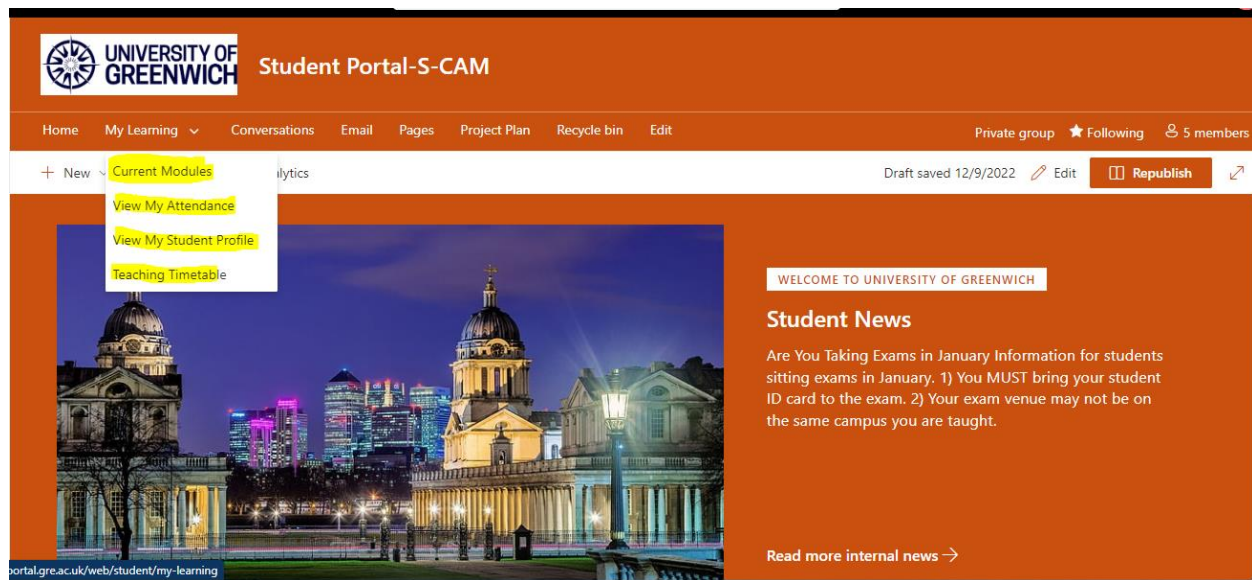 UNIVERSITY OF
GREENWICH
Student Portal-S-CAM
Home My Learning Conversations Email Pages Project Plan Recycle bin Edit
Private group Following 5 members
+ New
alytics
Draft saved 12/9/2022 Edit Republish
Current Modules
View My Attendance
View My Student Profile
Teaching Timetable
WELCOME TO UNIVERSITY OF GREENWICH
Student News
Are You Taking Exams in January Information for students
sitting exams in January. 1) You MUST bring your student
ID card to the exam. 2) Your exam venue may not be on
the same campus you are taught.
Read more internal news →
portal.gre.ac.uk/web/student/my-learning